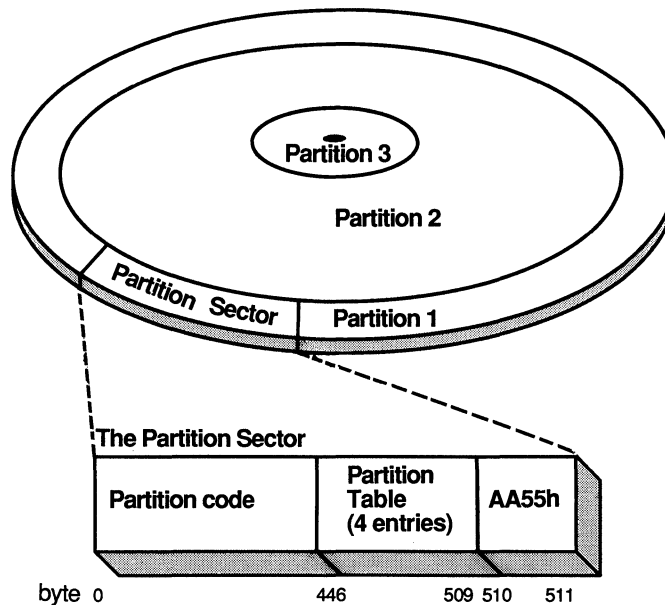 Partition 3
Partition 2
Partition Sector
Partition 1
The Partition Sector
Partition code
Partition
Table
(4 entries)
AA55h
byte 0 446 509 510 511